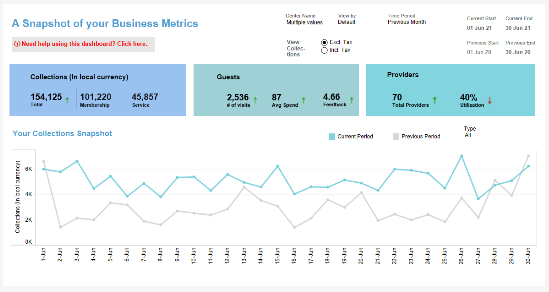 A Snapshot of your Business Metrics
Center Name
Multiple values
View by
Default
Time Period
Previous Month
Current Start
01 Jun 21
Current End
30 Jun 21
Need help using this dashboard? Click here.
View
Collec-
tions
Excl. Tax
Incl. Tax
Previous Start
01 Jun 20
Previous End
30 Jun 20
Collections (In local currency)
154,125
Total
101,220
Membership
45,857
Service
Guests
2,536
# of visits
87
Avg Spend
4.66
Feedback
Providers
70
Total Providers
40%
Utilization
Your Collections Snapshot
Current Period
Previous Period
Type
All
Collection (in local currency)
6K
4K
2K
0K
1-Jun
2-Jun
3-Jun
4-Jun
5-Jun
6-Jun
7-Jun
8-Jun
9-Jun
10-Jun
11-Jun
12-Jun
13-Jun
14-Jun
15-Jun
16-Jun
17-Jun
18-Jun
19-Jun
20-Jun
21-Jun
22-Jun
23-Jun
24-Jun
25-Jun
26-Jun
27-Jun
28-Jun
29-Jun
30-Jun